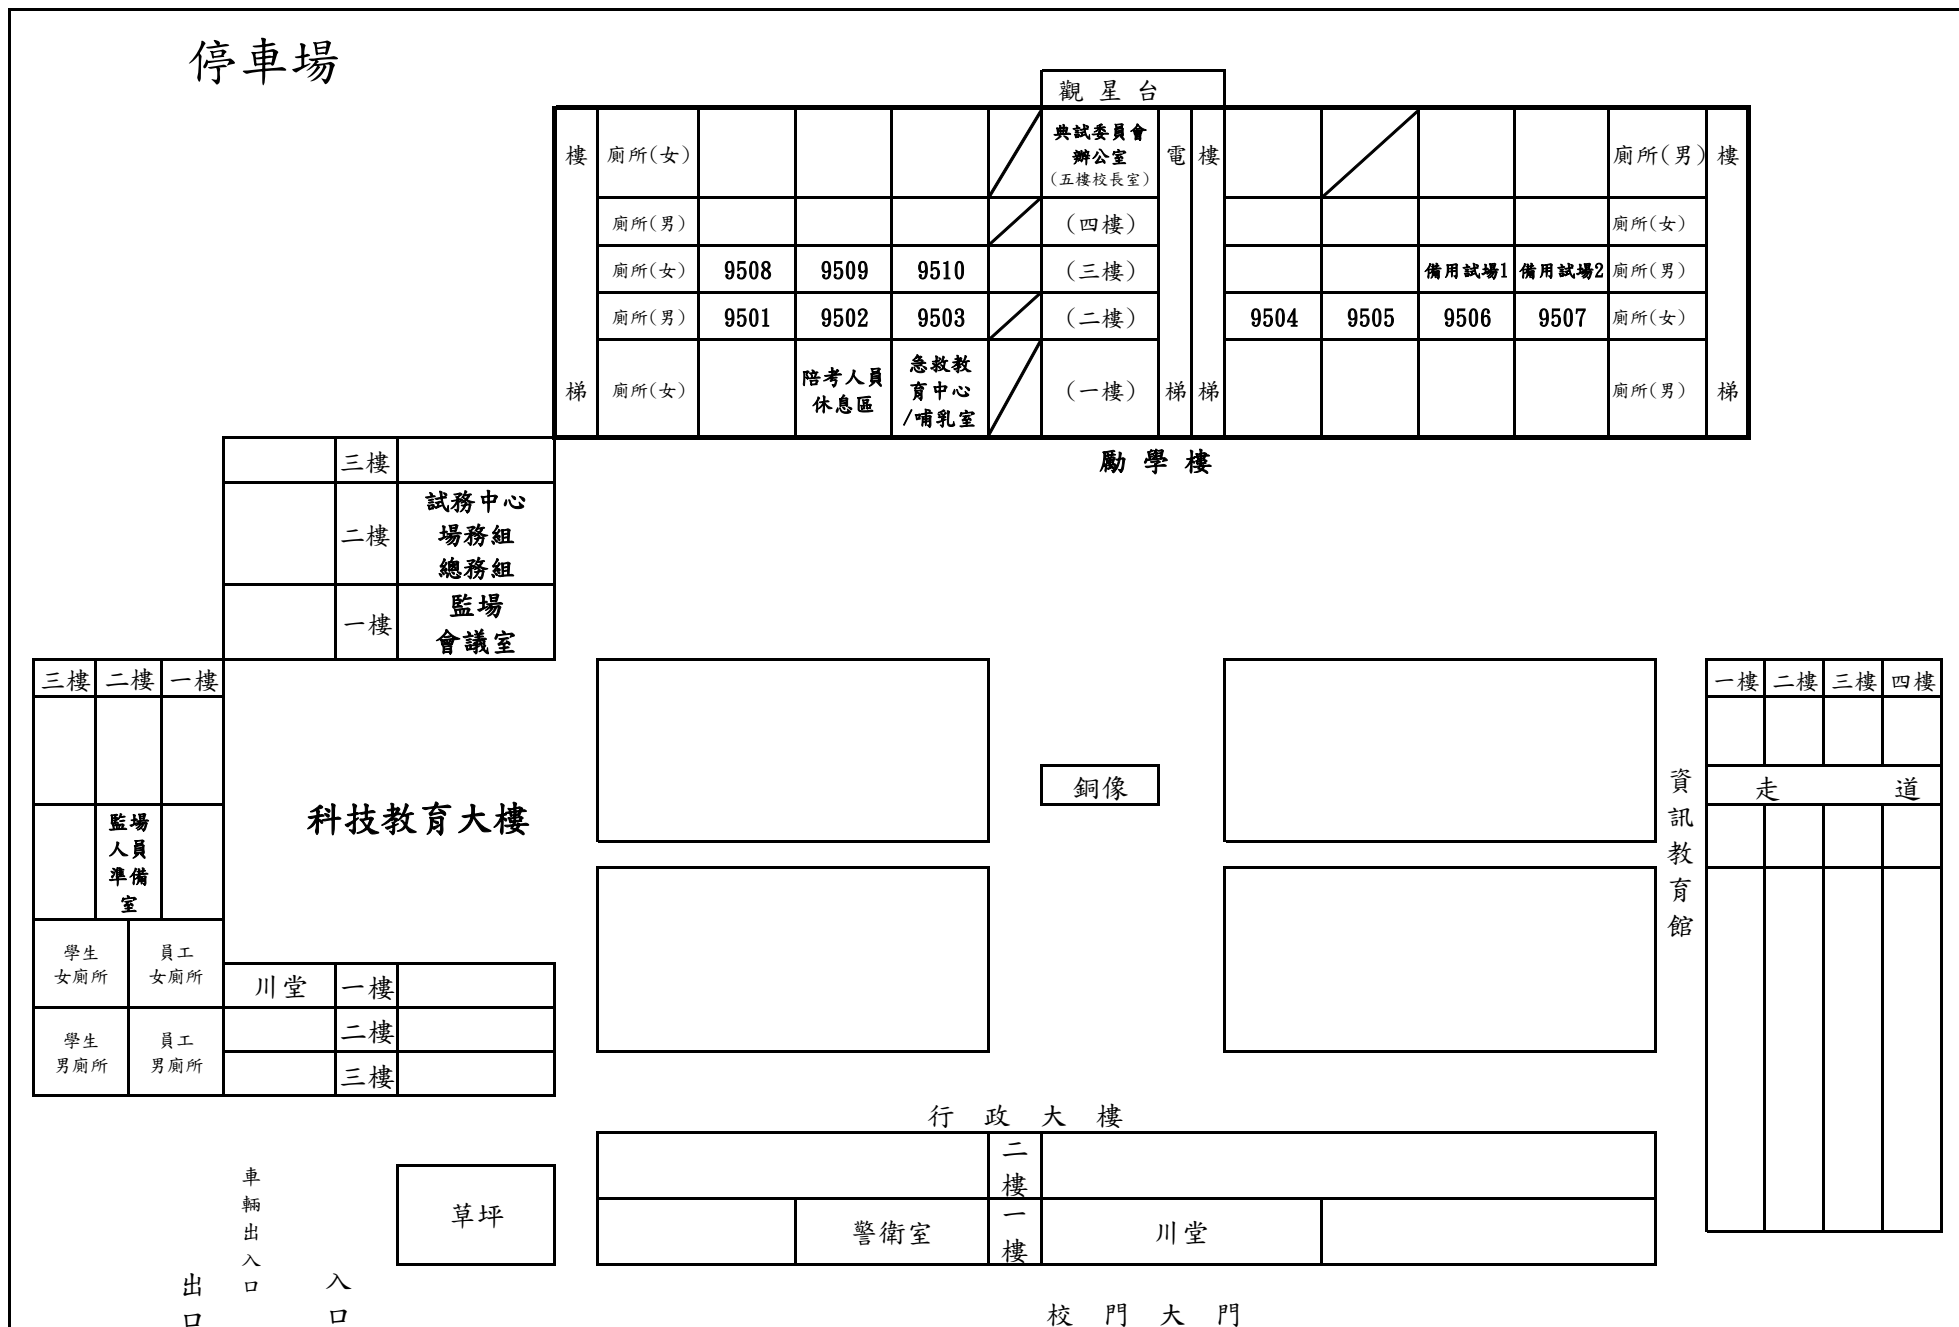 停車場
觀星台
樓 廁所(女) 典試委員會 電 樓 廁所(男) 樓
辦公室
(五樓校長室)
廁所(男) (四樓) 廁所(女)
廁所(女) 9508 9509 9510 (三樓) 備用試場1 備用試場2 廁所(男)
廁所(男) 9501 9502 9503 (二樓) 9504 9505 9506 9507 廁所(女)
梯 廁所(女) 陪考人員 急救教 (一樓) 梯 梯 廁所(男) 梯
休息區 育中心
/哺乳室
勵學樓
三樓
二樓 試務中心
場務組
總務組
一樓 監場
會議室
三樓 二樓 一樓
監場
人員
準備
室
科技教育大樓
學生 員工
女廁所 女廁所
學生 員工
男廁所 男廁所
川堂 一樓
二樓
三樓
銅像
資訊教育館
一樓 二樓 三樓 四樓
走道
行政大樓
二樓
警衛室 一樓 川堂
草坪
車輛出入口
出口
入口
校門大門